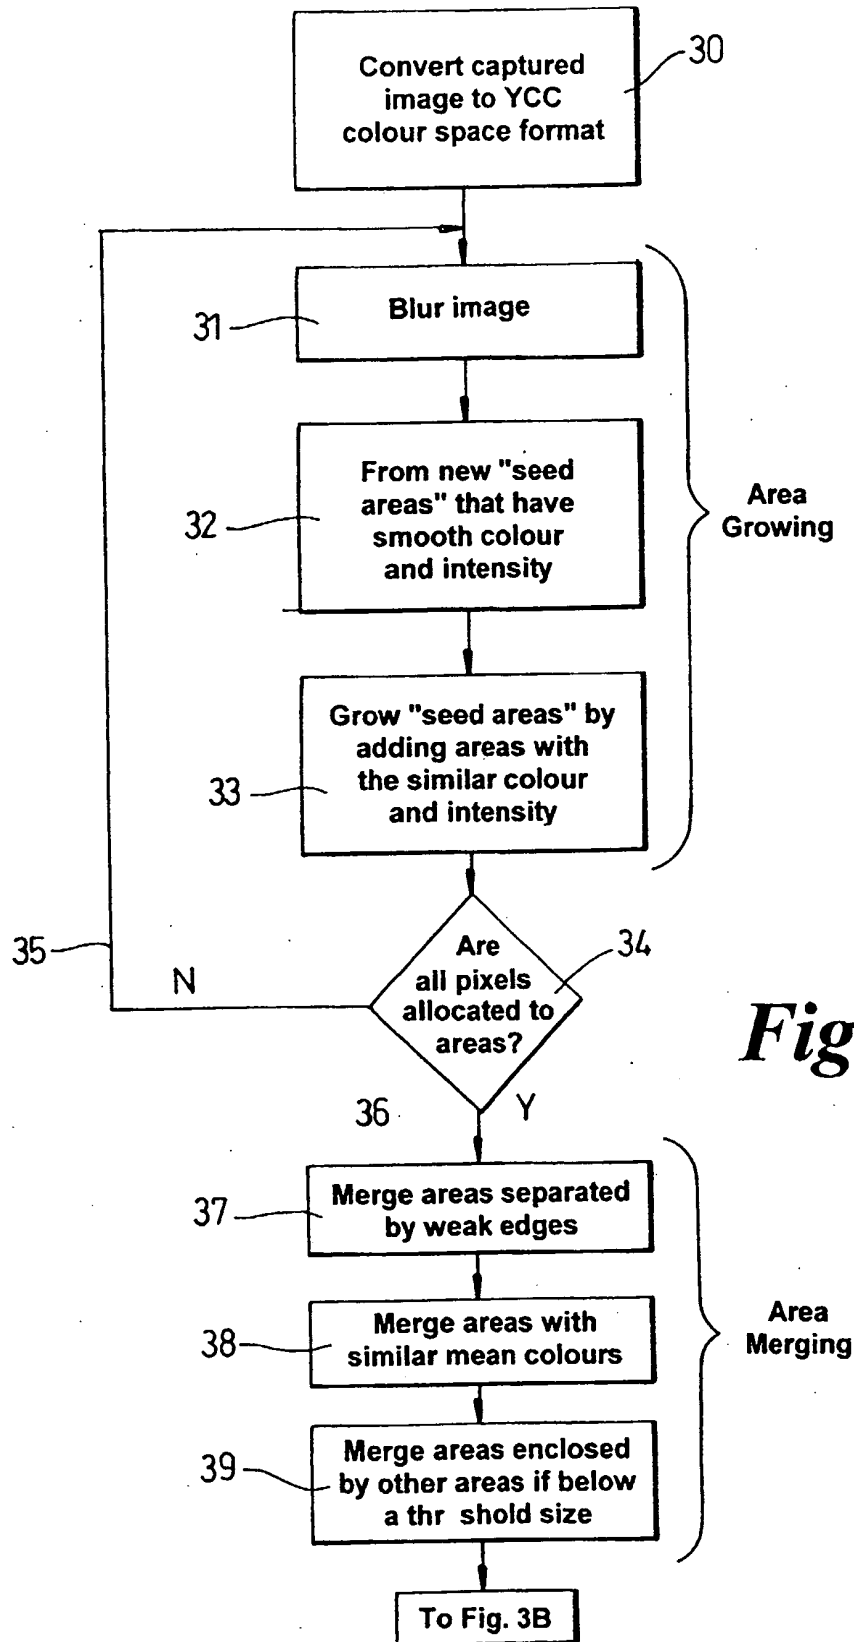 Convert captured
image to YCC
colour space format
30
Blur image
31
From new "seed
areas" that have
smooth colour
and intensity
32
Area
Growing
Grow "seed areas" by
adding areas with
the similar colour
and intensity
33
Are
all pixels
allocated to
areas?
34
35
N
Fig
36
Y
Merge areas separated
by weak edges
37
Merge areas with
similar mean colours
38
Area
Merging
Merge areas enclosed
by other areas if below
a thr shold size
39
To Fig. 3B